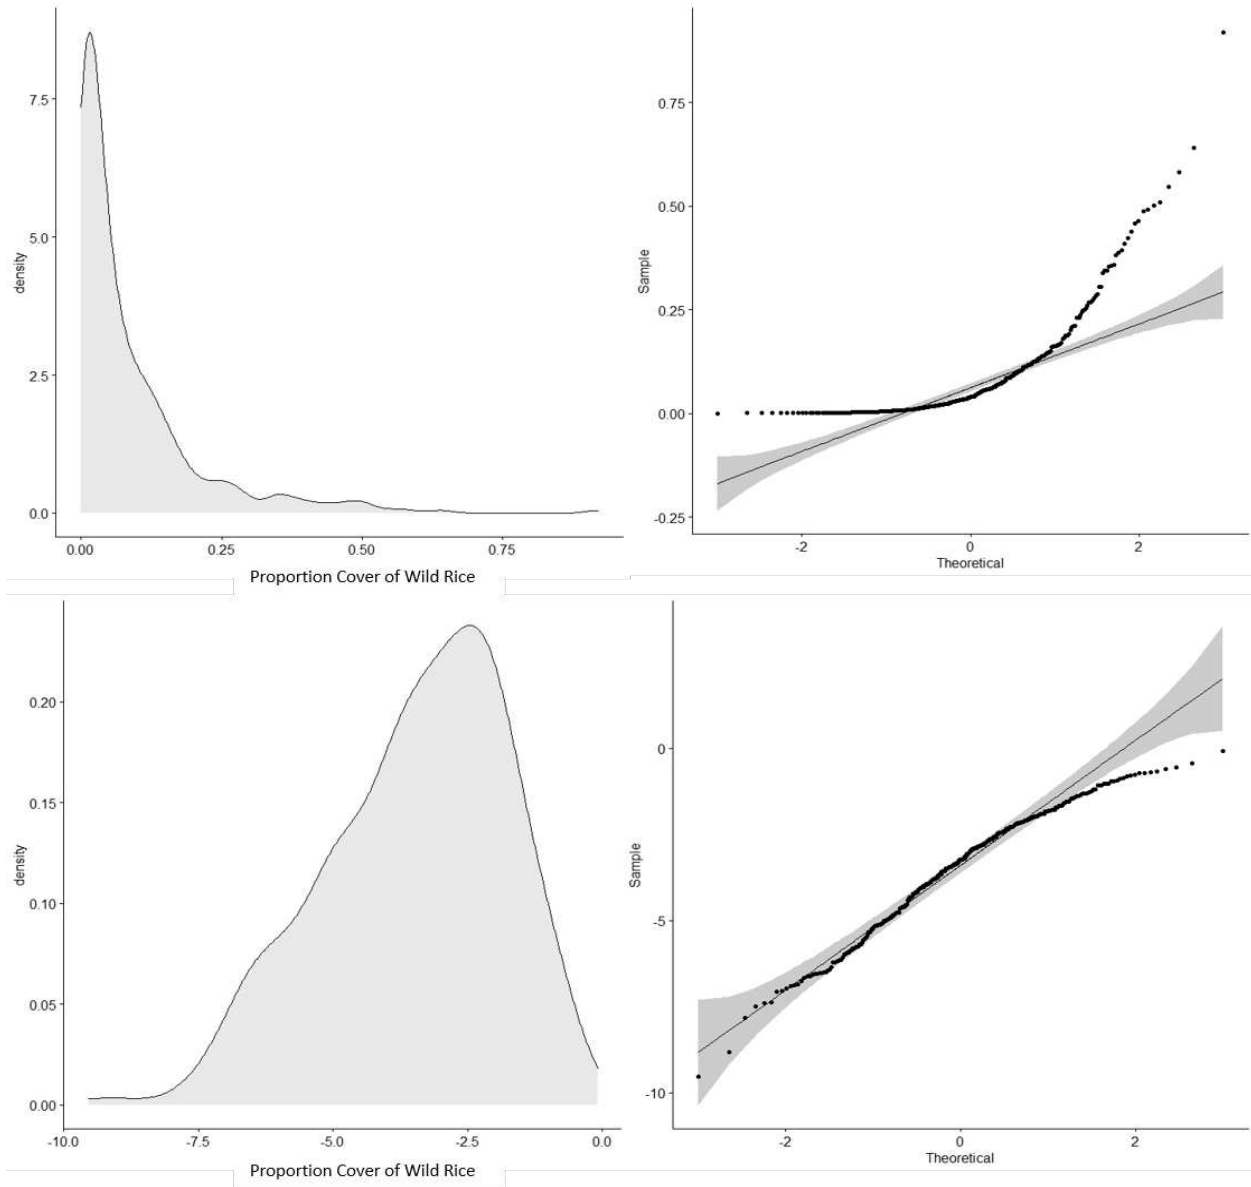 7.5
5.0
2.5
0.0
density
0.00 0.25 0.50 0.75
Proportion Cover of Wild Rice
0.75
0.50
0.25
0.00
-0.25
Sample
-2 0 2
Theoretical
0.20
0.15
0.10
0.05
0.00
density
-10.0 -7.5 -5.0 -2.5 0.0
Proportion Cover of Wild Rice
0
-5
-10
Sample
-2 0 2
Theoretical